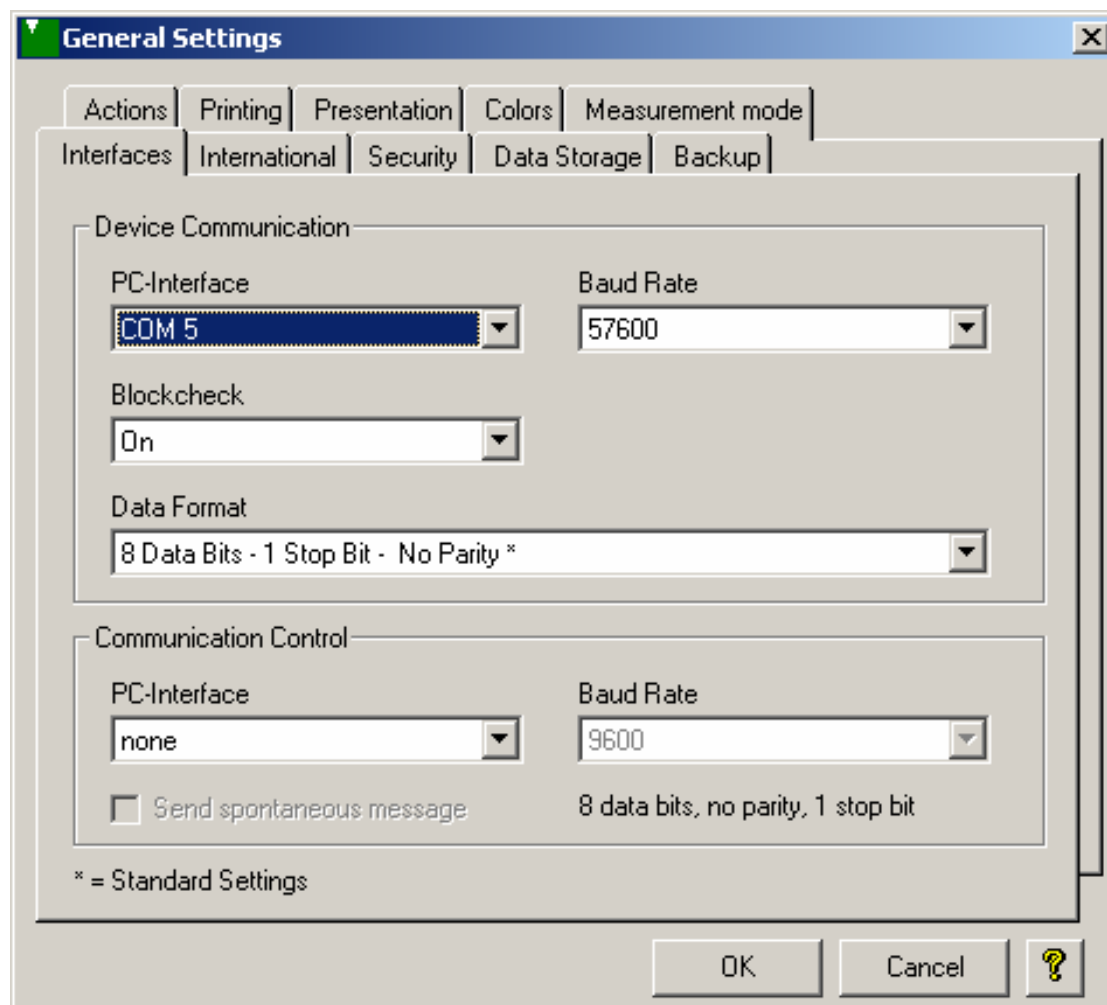 General Settings
Actions Printing Presentation Colors Measurement mode
Interfaces International Security Data Storage Backup
Device Communication
PC-Interface Baud Rate
COM 5 57600
Blockcheck
On
Data Format
8 Data Bits - 1 Stop Bit - No Parity *
Communication Control
PC-Interface Baud Rate
none 9600
Send spontaneous message 8 data bits, no parity, 1 stop bit
* = Standard Settings
OK Cancel ?